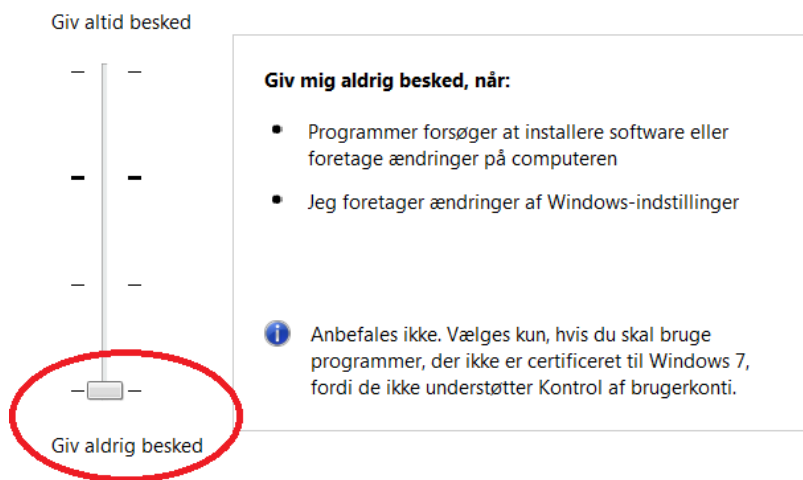 Giv altid besked
Giv mig aldrig besked, når:
Programmer forsøger at installere software eller
foretage ændringer på computeren
Jeg foretager ændringer af Windows-indstillinger
Anbefales ikke. Vælges kun, hvis du skal bruge
programmer, der ikke er certificeret til Windows 7,
fordi de ikke understøtter Kontrol af brugerkonti.
Giv aldrig besked